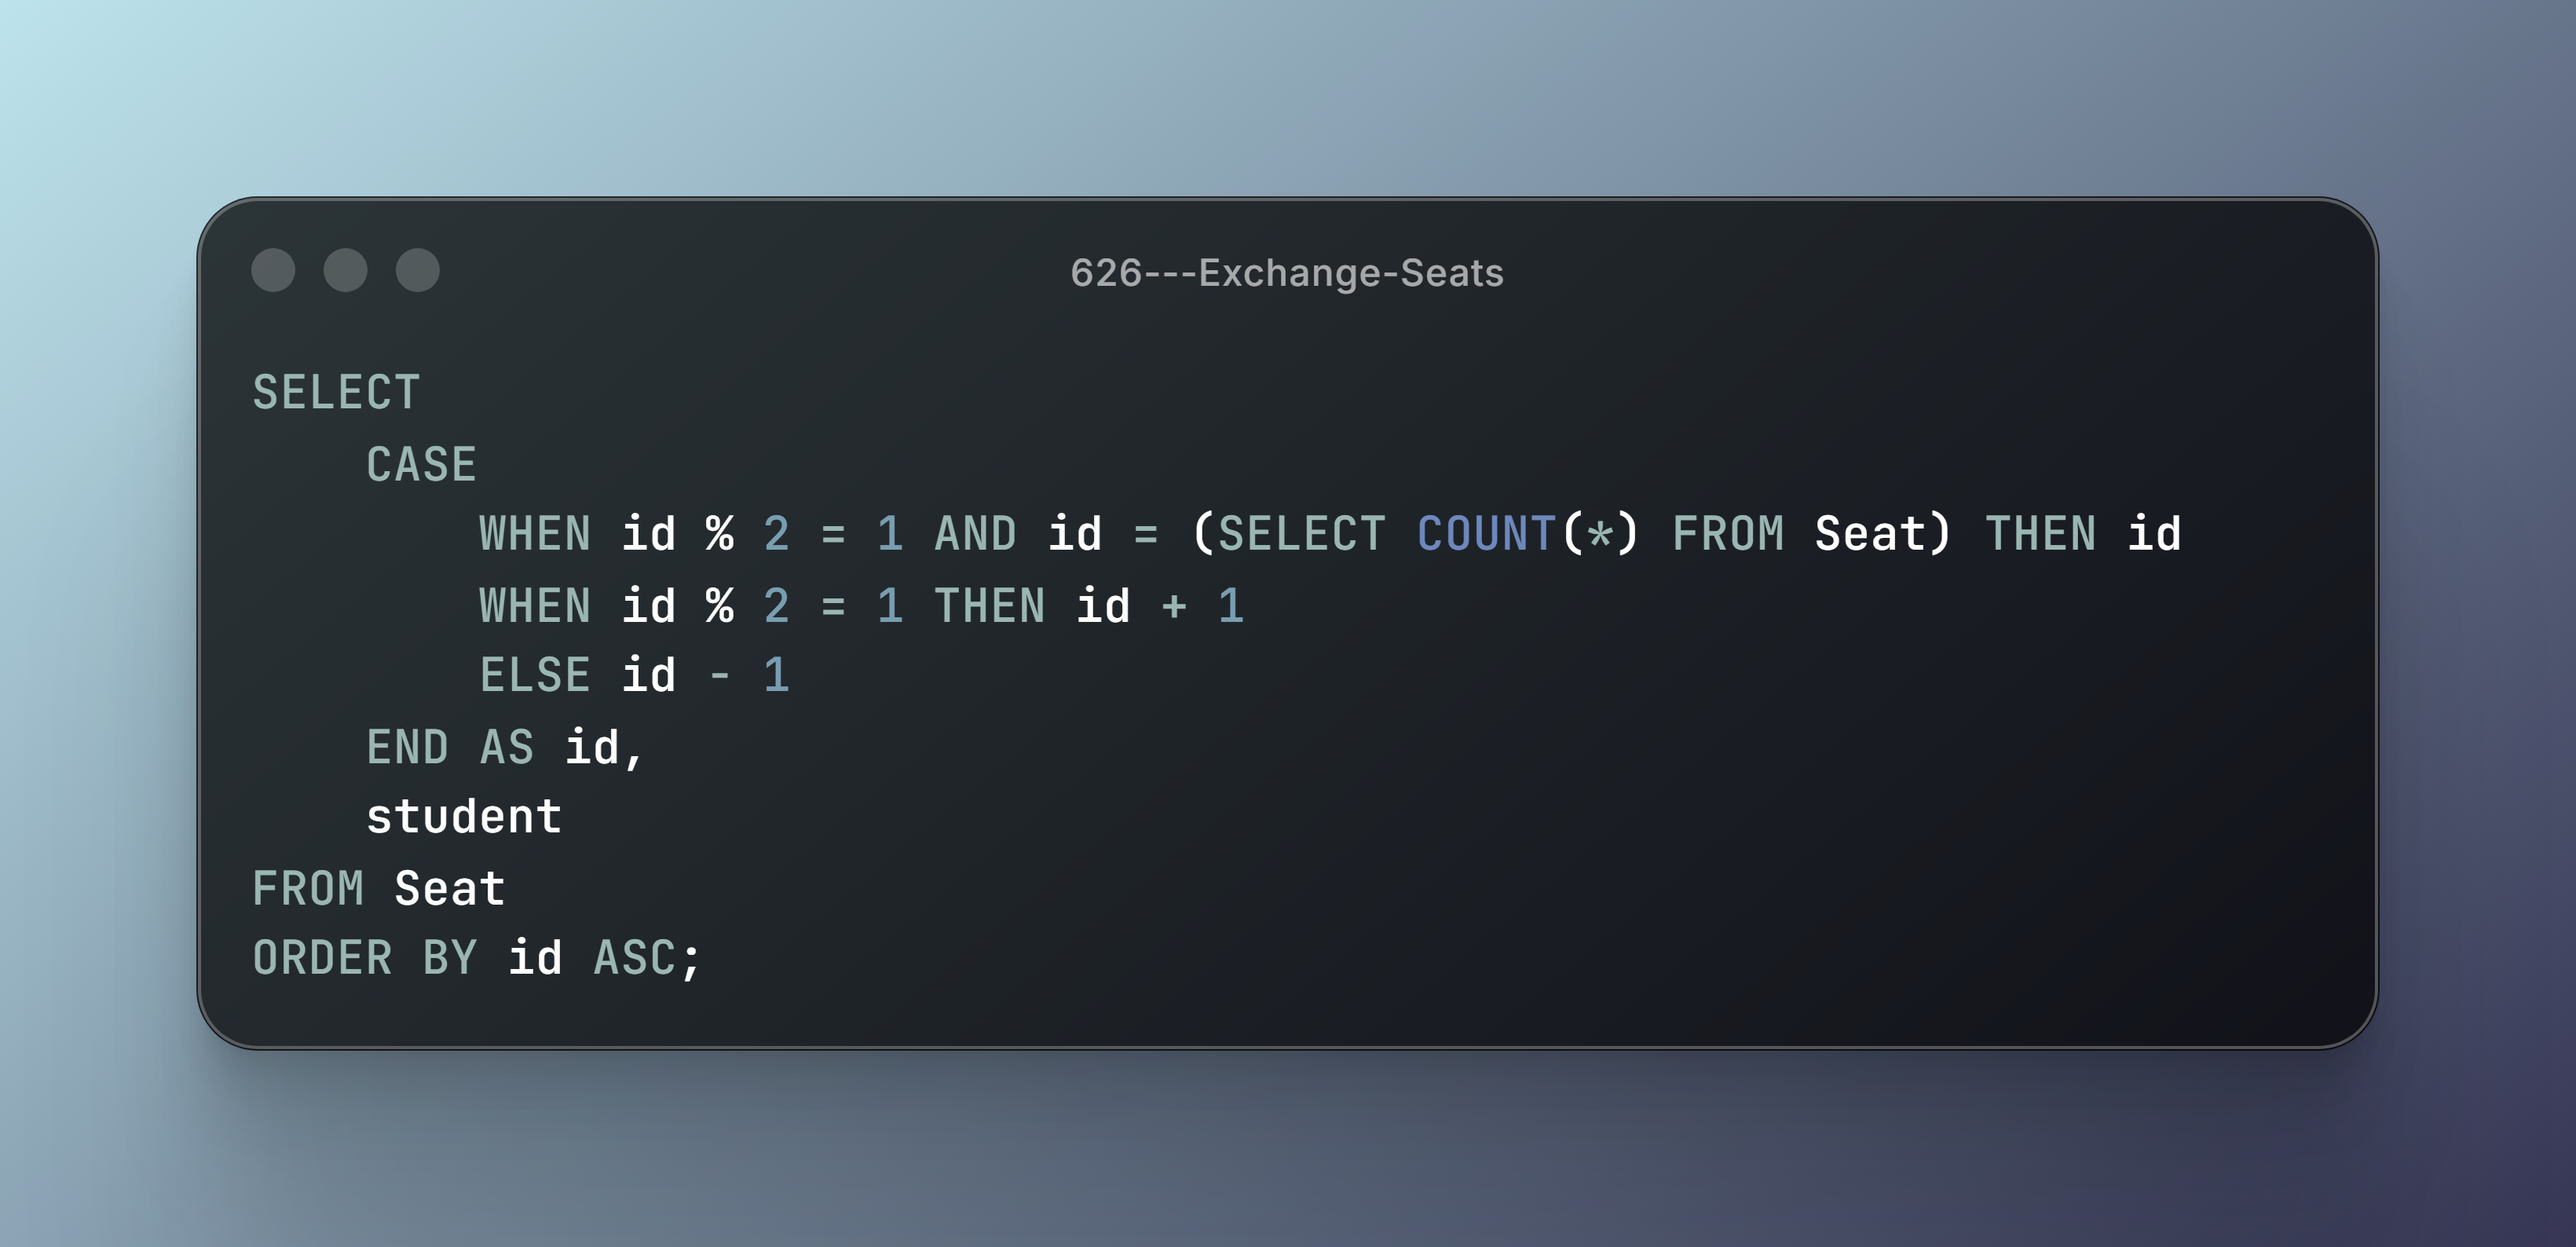 626---Exchange-Seats
SELECT
    CASE
        WHEN id % 2 = 1 AND id = (SELECT COUNT(*) FROM Seat) THEN id
        WHEN id % 2 = 1 THEN id + 1
        ELSE id - 1
    END AS id,
    student
FROM Seat
ORDER BY id ASC;